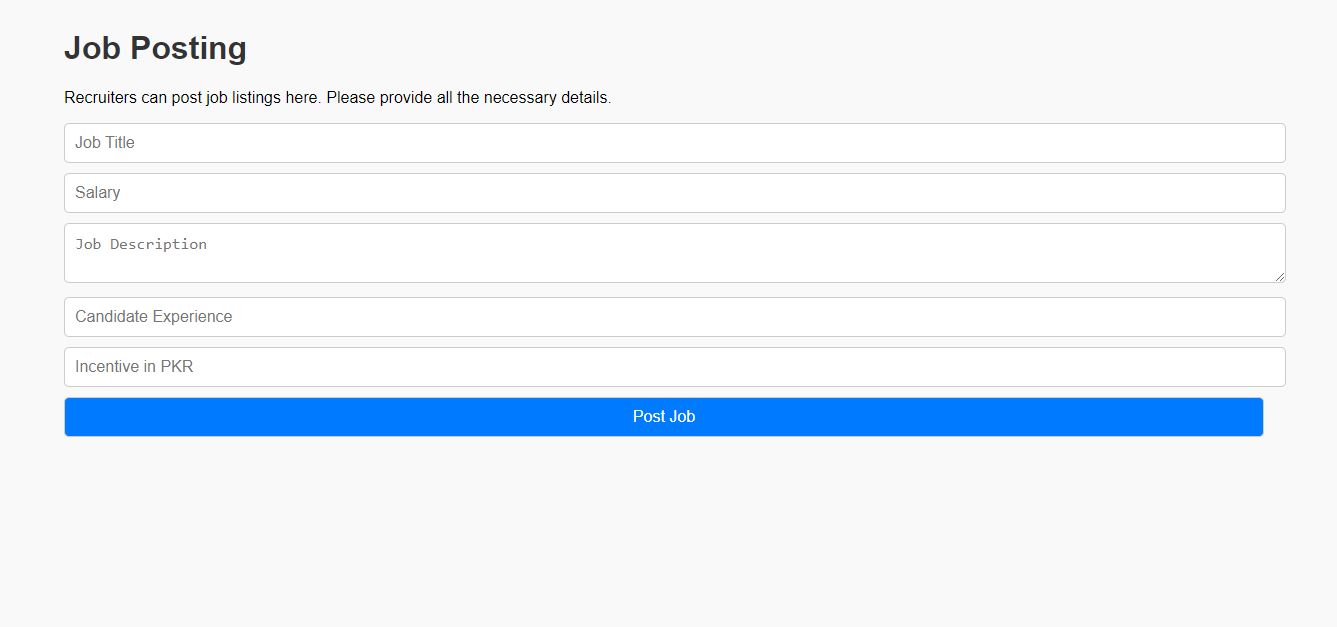 Job Posting
Recruiters can post job listings here. Please provide all the necessary details.
Job Title
Salary
Job Description
Candidate Experience
Incentive in PKR
Post Job